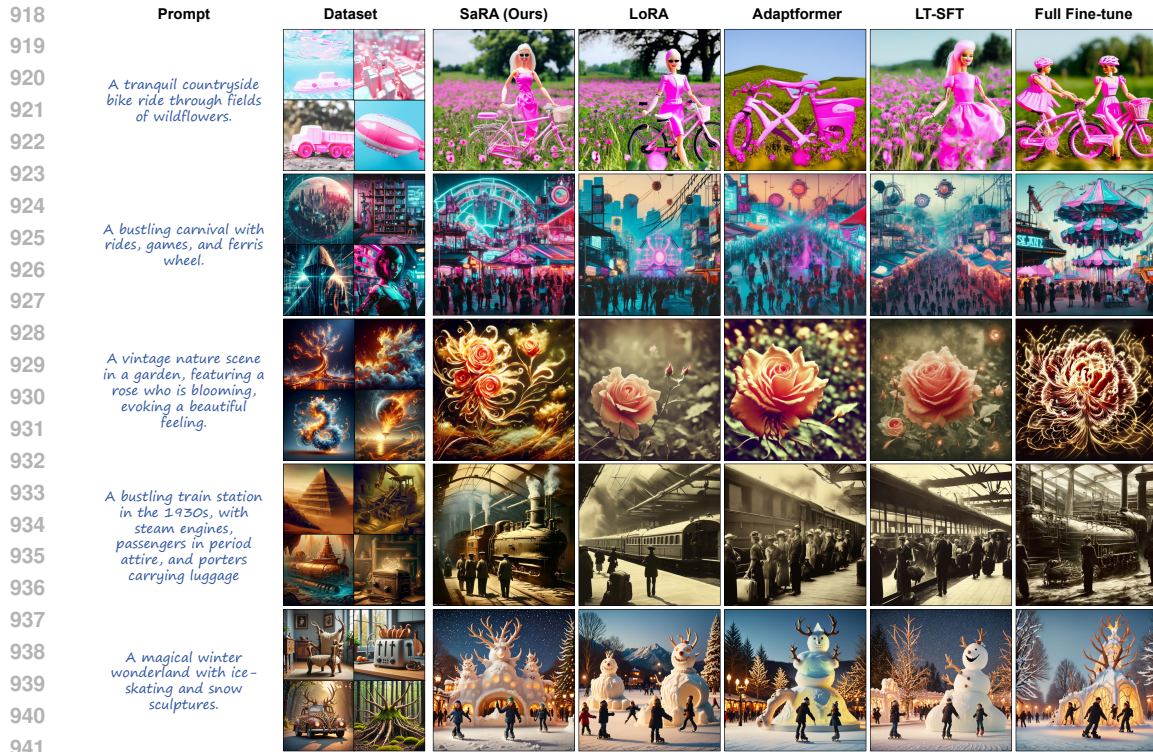 918 Prompt Dataset SaRA (Ours) LoRA Adaptformer LT-SFT Full Fine-tune
919
920
921
922
923
924
925
926
927
928
929
930
931
932
933
934
935
936
937
938
939
940
941
A tranquil countryside
bike ride through fields
of wildflowers.
A bustling carnival with
rides, games, and ferris
wheel.
A vintage nature scene
in a garden, featuring a
rose who is blooming,
evoking a beautiful
feeling.
A bustling train station
in the 1930s, with
steam engines,
passengers in period
attire, and porters
carrying luggage
A magical winter
wonderland with ice-
skating and snow
sculptures.